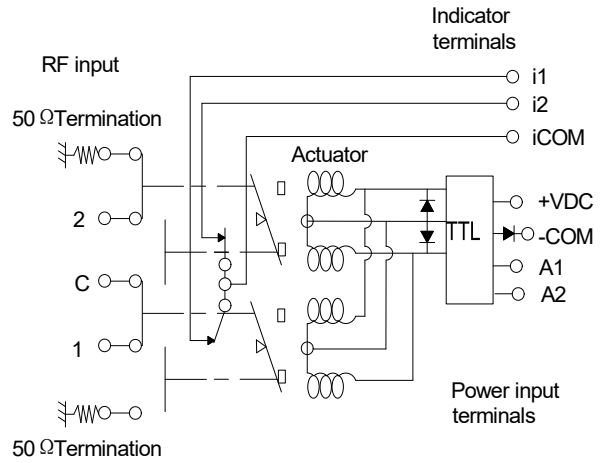 Indicator
terminals
RF input
i1
i2
50 ΩTermination
iCOM
Actuator
+VDC
2
TTL
-COM
A1
C
A2
1
Power input
terminals
50 ΩTermination